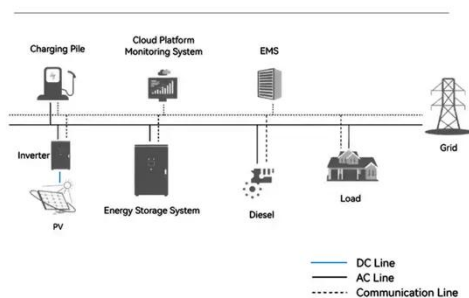 Charging Pile
Cloud Platform
Monitoring System
EMS
Grid
Inverter
PV
Energy Storage System
Diesel
Load
DC Line
AC Line
Communication Line